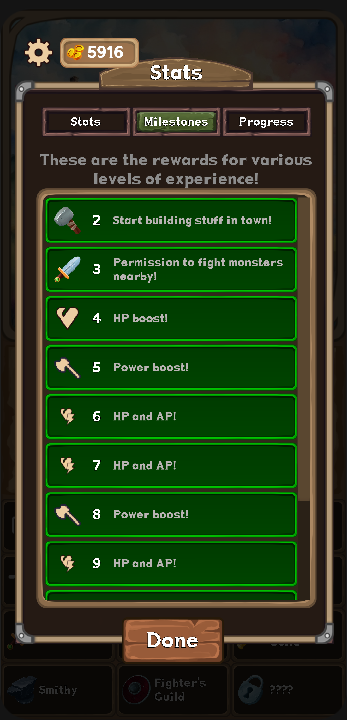 5916
Stats
Stats Milestones Progress
These are the rewards for various
levels of experience!
2 Start building stuff in town!
3 Permission to fight monsters
nearby!
4 HP boost!
5 Power boost!
6 HP and AP!
7 HP and AP!
8 Power boost!
9 HP and AP!
Done
Smithy
Fighter's
Guild
????